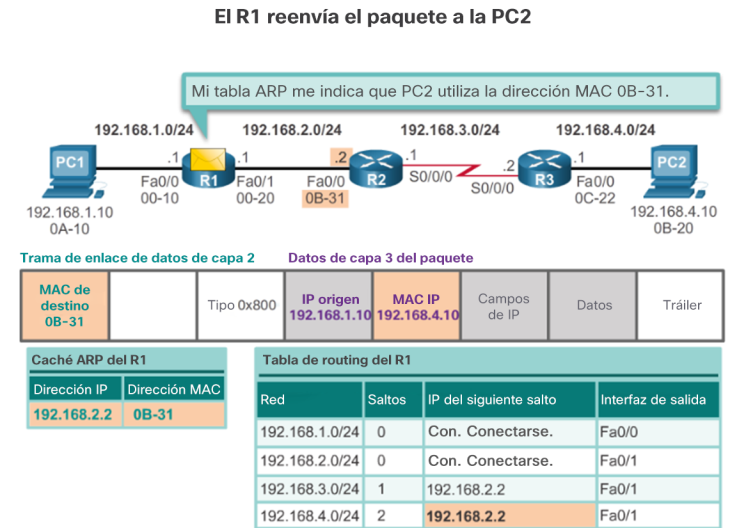 El R1 reenvía el paquete a la PC2
Mi tabla ARP me indica que PC2 utiliza la dirección MAC 0B-31.
192.168.1.0/24 192.168.2.0/24 192.168.3.0/24 192.168.4.0/24
PC1 .1 R1 .1 .2 R2 .1 .2 R3 .1 PC2
Fa0/0 Fa0/1 Fa0/0 S0/0/0 S0/0/0 Fa0/0
00-10 00-20 0B-31 0C-22
192.168.1.10 192.168.4.10
0A-10 0B-20
Trama de enlace de datos de capa 2 Datos de capa 3 del paquete
MAC de
destino
0B-31
Tipo 0x800
IP origen
192.168.1.10
MAC IP
192.168.4.10
Campos
de IP
Datos
Tráiler
Caché ARP del R1
Dirección IP Dirección MAC
192.168.2.2 0B-31
Tabla de routing del R1
Red Saltos IP del siguiente salto Interfaz de salida
192.168.1.0/24 0 Con. Conectarse. Fa0/0
192.168.2.0/24 0 Con. Conectarse. Fa0/1
192.168.3.0/24 1 192.168.2.2 Fa0/1
192.168.4.0/24 2 192.168.2.2 Fa0/1